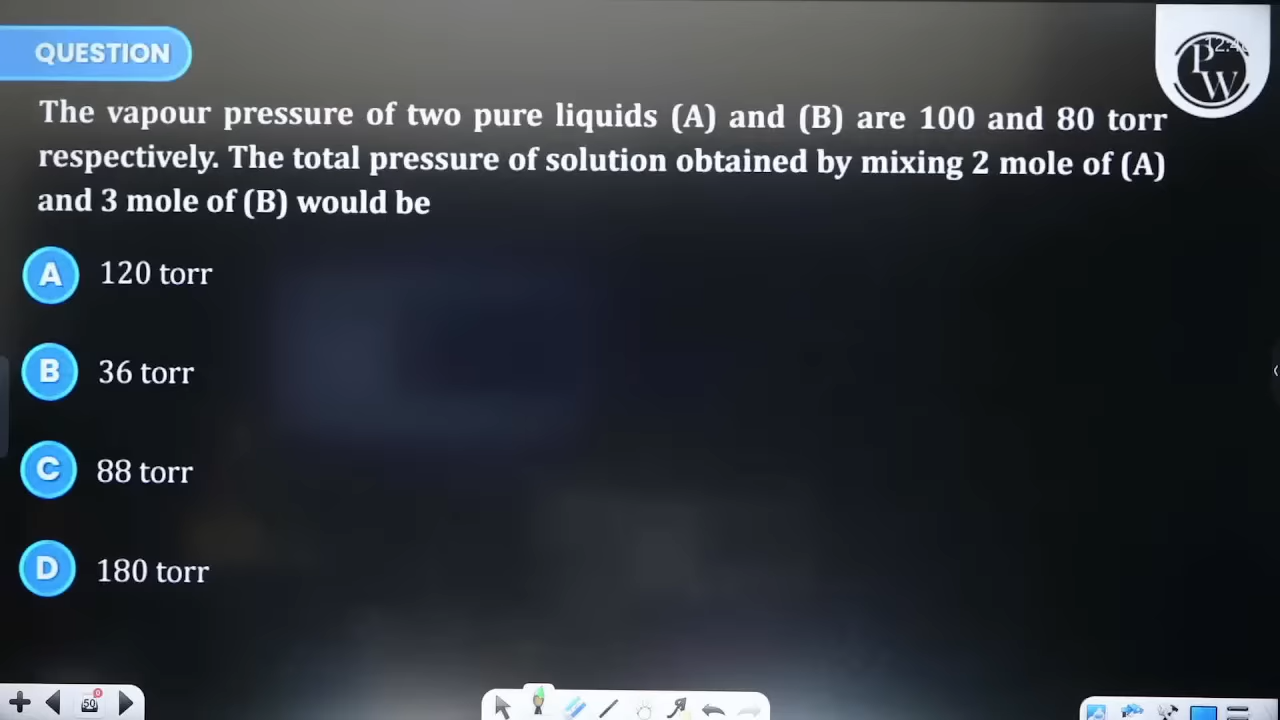 QUESTION
The vapour pressure of two pure liquids (A) and (B) are 100 and 80 torr
respectively. The total pressure of solution obtained by mixing 2 mole of (A)
and 3 mole of (B) would be
A 120 torr
B 36 torr
C 88 torr
D 180 torr
PW
50